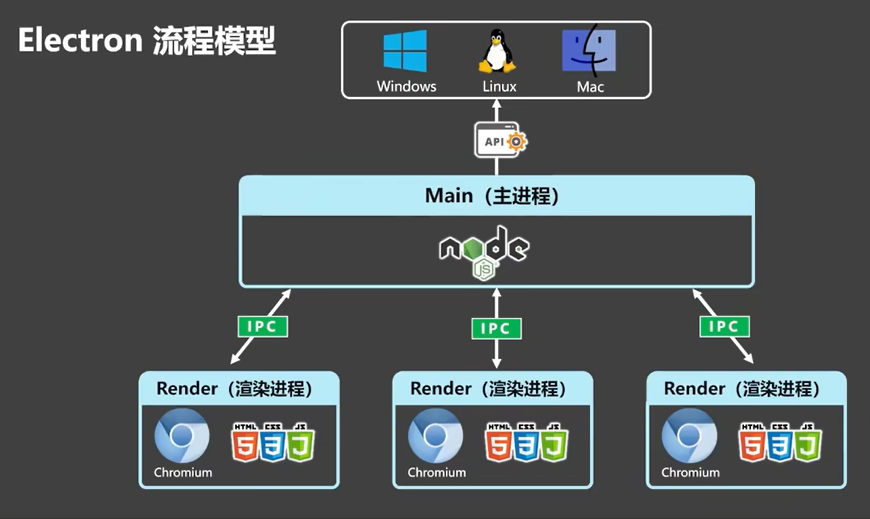 Electron 流程模型
Windows
Linux
Mac
API
Main（主进程）
node
JS
IPC
IPC
IPC
Render（渲染进程）
Render（渲染进程）
Render（渲染进程）
HTML CSS JS
5 3 J
Chromium
HTML CSS JS
5 3 J
Chromium
HTML CSS JS
5 3 J
Chromium